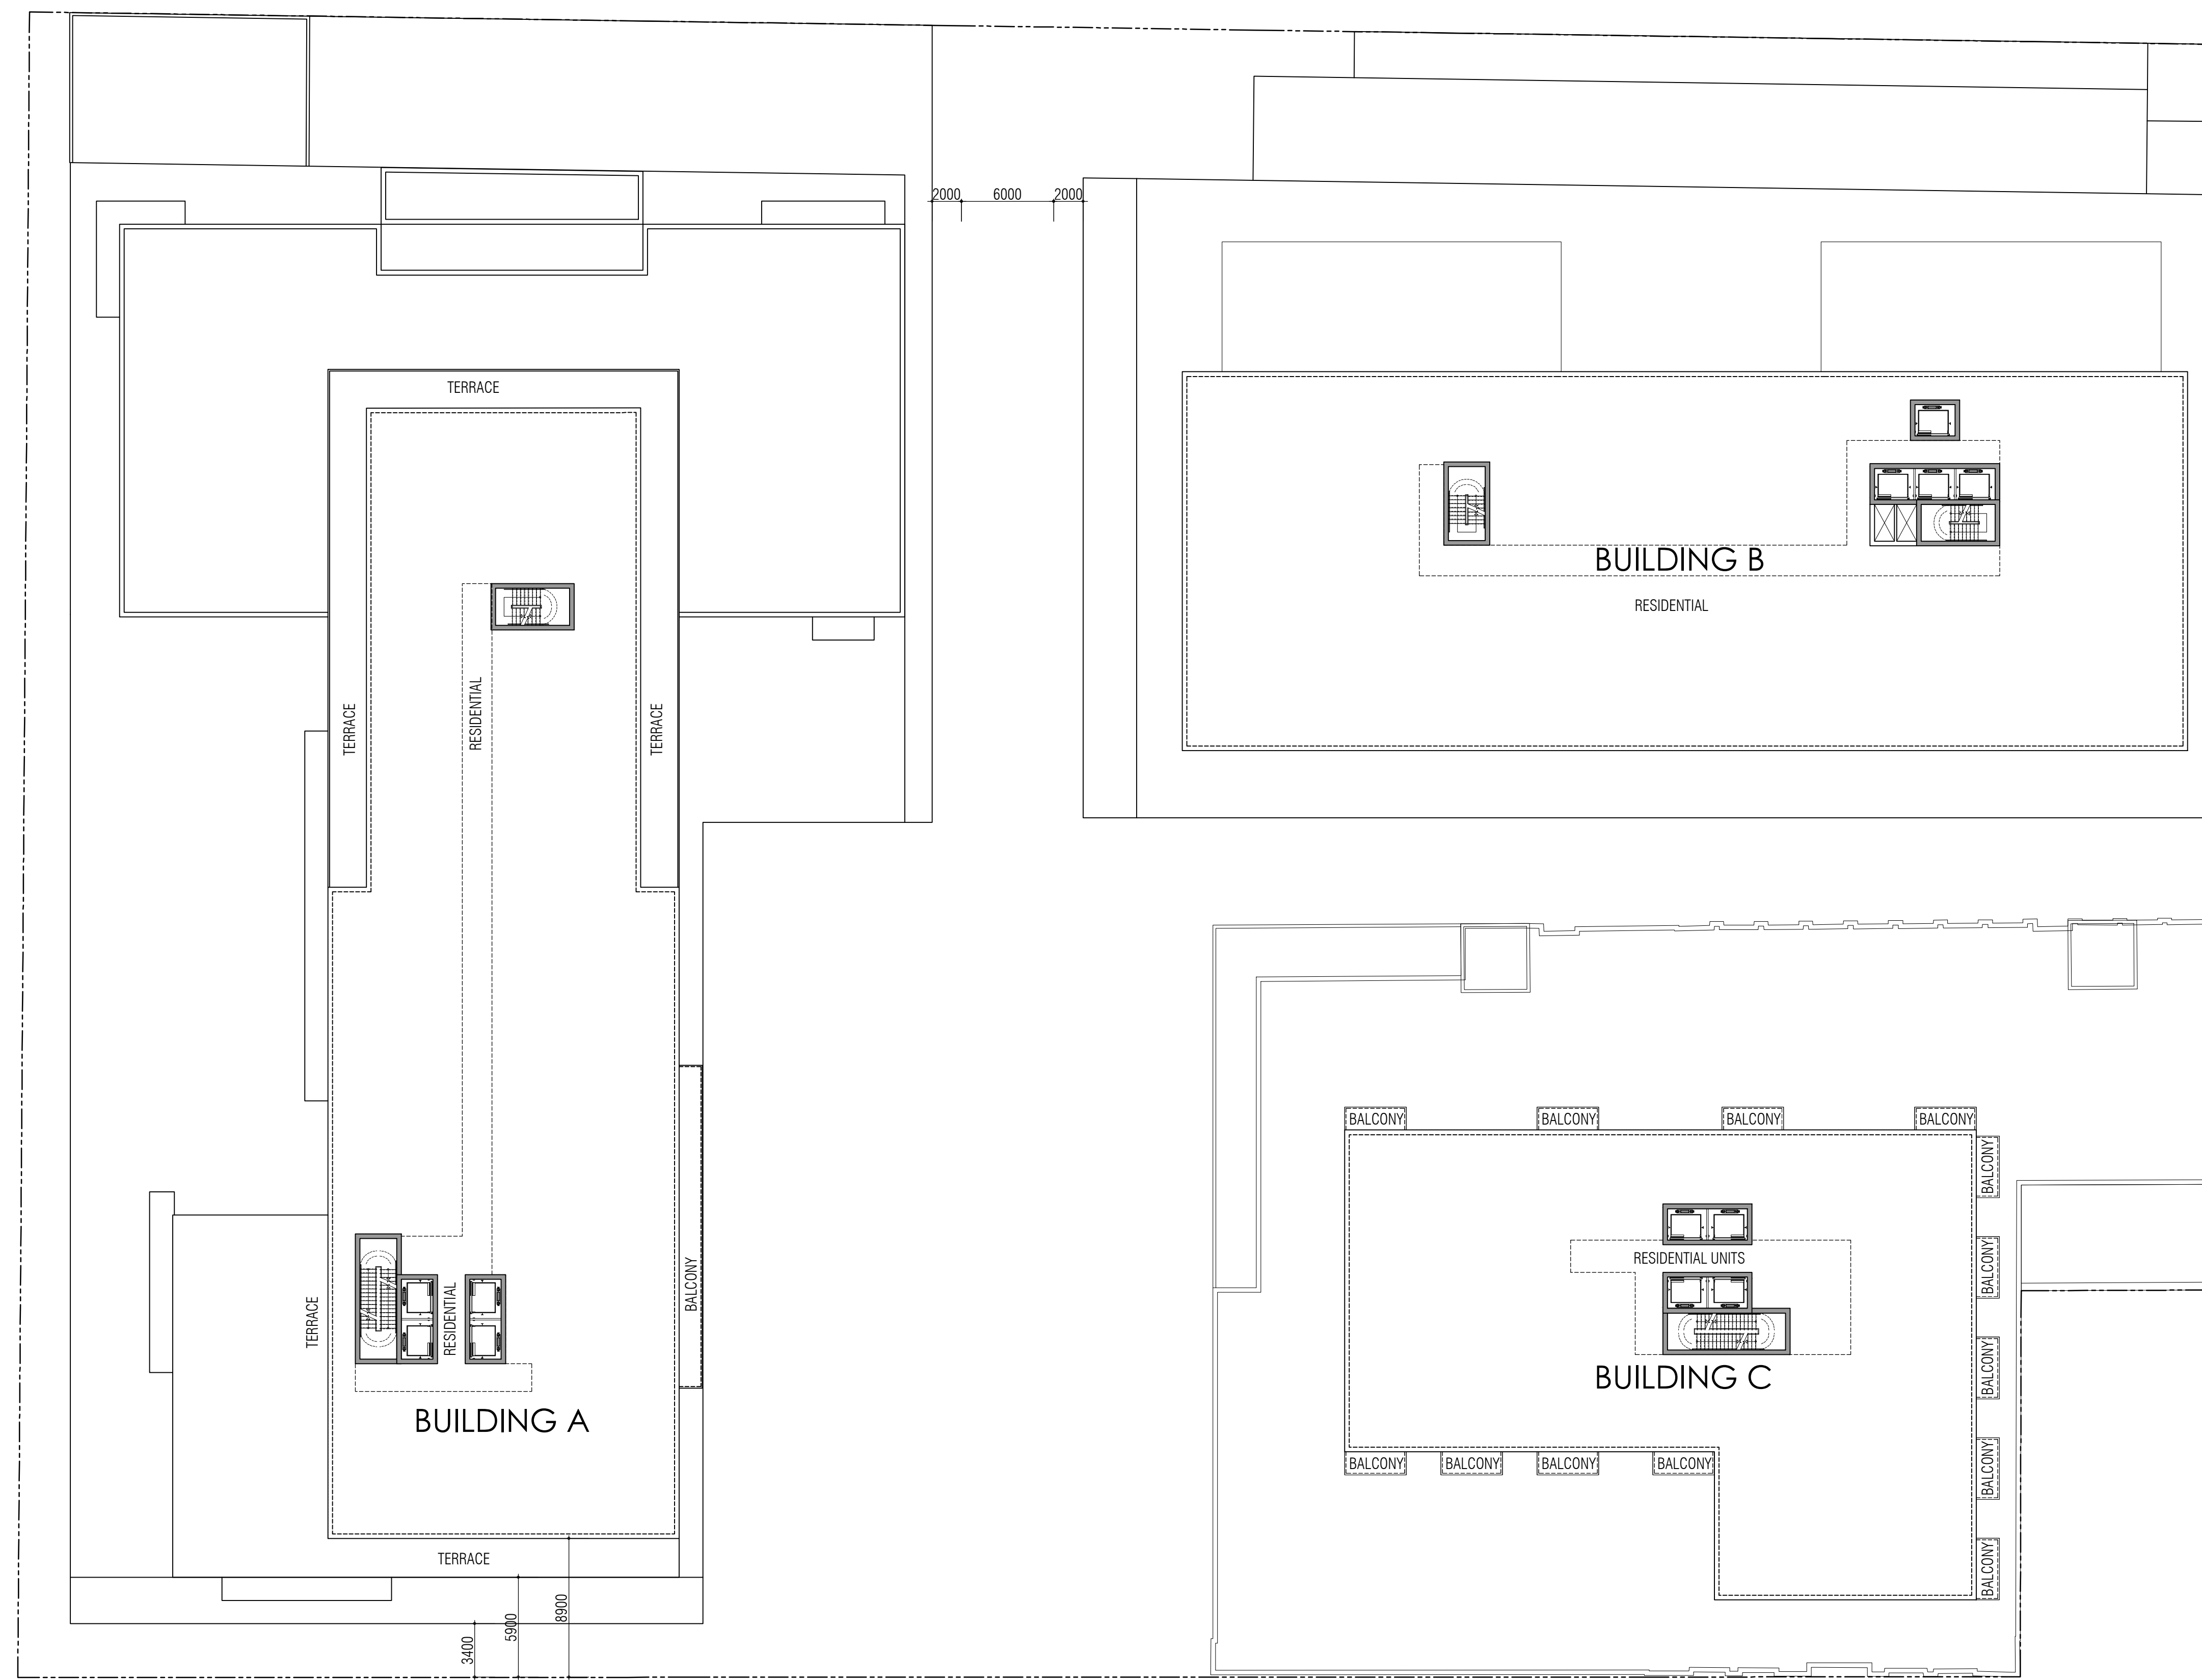 2000
6000
2000
TERRACE
TERRACE
RESIDENTIAL
TERRACE
BUILDING B
RESIDENTIAL
BALCONY
BALCONY
BALCONY
BALCONY
BALCONY
BALCONY
BALCONY
BALCONY
BALCONY
RESIDENTIAL UNITS
BUILDING C
BALCONY
BALCONY
BALCONY
BALCONY
TERRACE
RESIDENTIAL
BALCONY
BUILDING A
TERRACE
3400
5900
8900